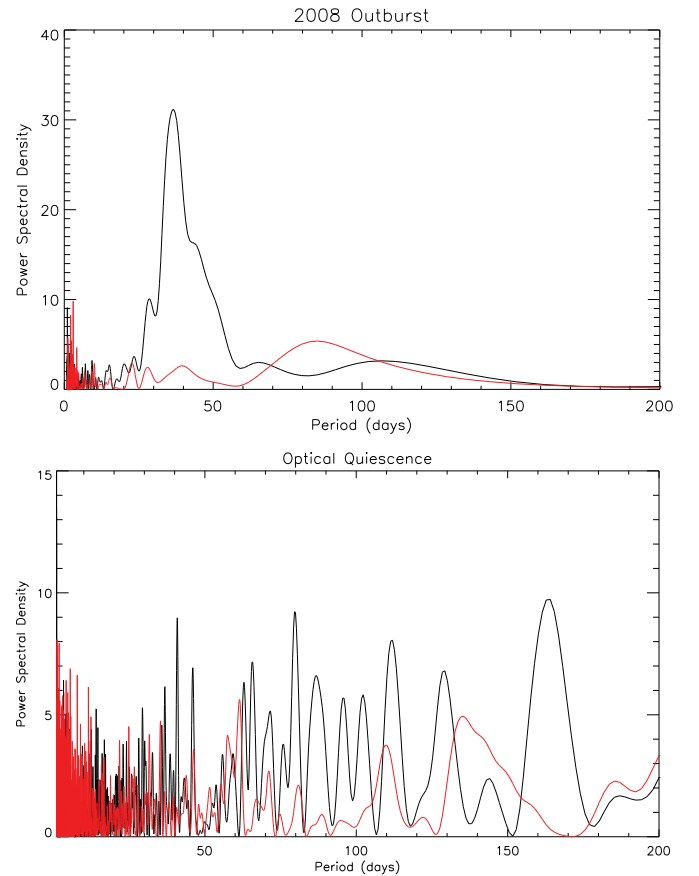 2008 Outburst
40
30
20
10
0
Power Spectral Density
0 50 100 150 200
Period (days)
Optical Quiescence
15
10
5
0
Power Spectral Density
50 100 150 200
Period (days)